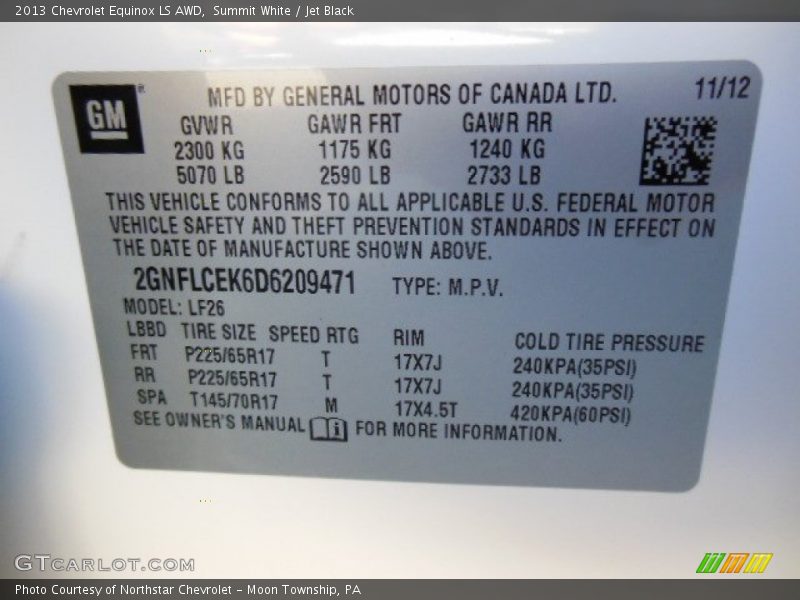 2013 Chevrolet Equinox LS AWD,  Summit White / Jet Black
GM ®
MFD BY GENERAL MOTORS OF CANADA LTD. 11/12
GVWR GAWR FRT GAWR RR
2300 KG 1175 KG 1240 KG
5070 LB 2590 LB 2733 LB
THIS VEHICLE CONFORMS TO ALL APPLICABLE U.S. FEDERAL MOTOR
VEHICLE SAFETY AND THEFT PREVENTION STANDARDS IN EFFECT ON
THE DATE OF MANUFACTURE SHOWN ABOVE.
2GNFLCEK6D6209471 TYPE: M.P.V.
MODEL: LF26
LBBD TIRE SIZE SPEED RTG RIM COLD TIRE PRESSURE
FRT P225/65R17 T 17X7J 240KPA(35PSI)
RR P225/65R17 T 17X7J 240KPA(35PSI)
SPA T145/70R17 M 17X4.5T 420KPA(60PSI)
SEE OWNER'S MANUAL i FOR MORE INFORMATION.
GTCARLOT.COM
Photo Courtesy of Northstar Chevrolet - Moon Township, PA